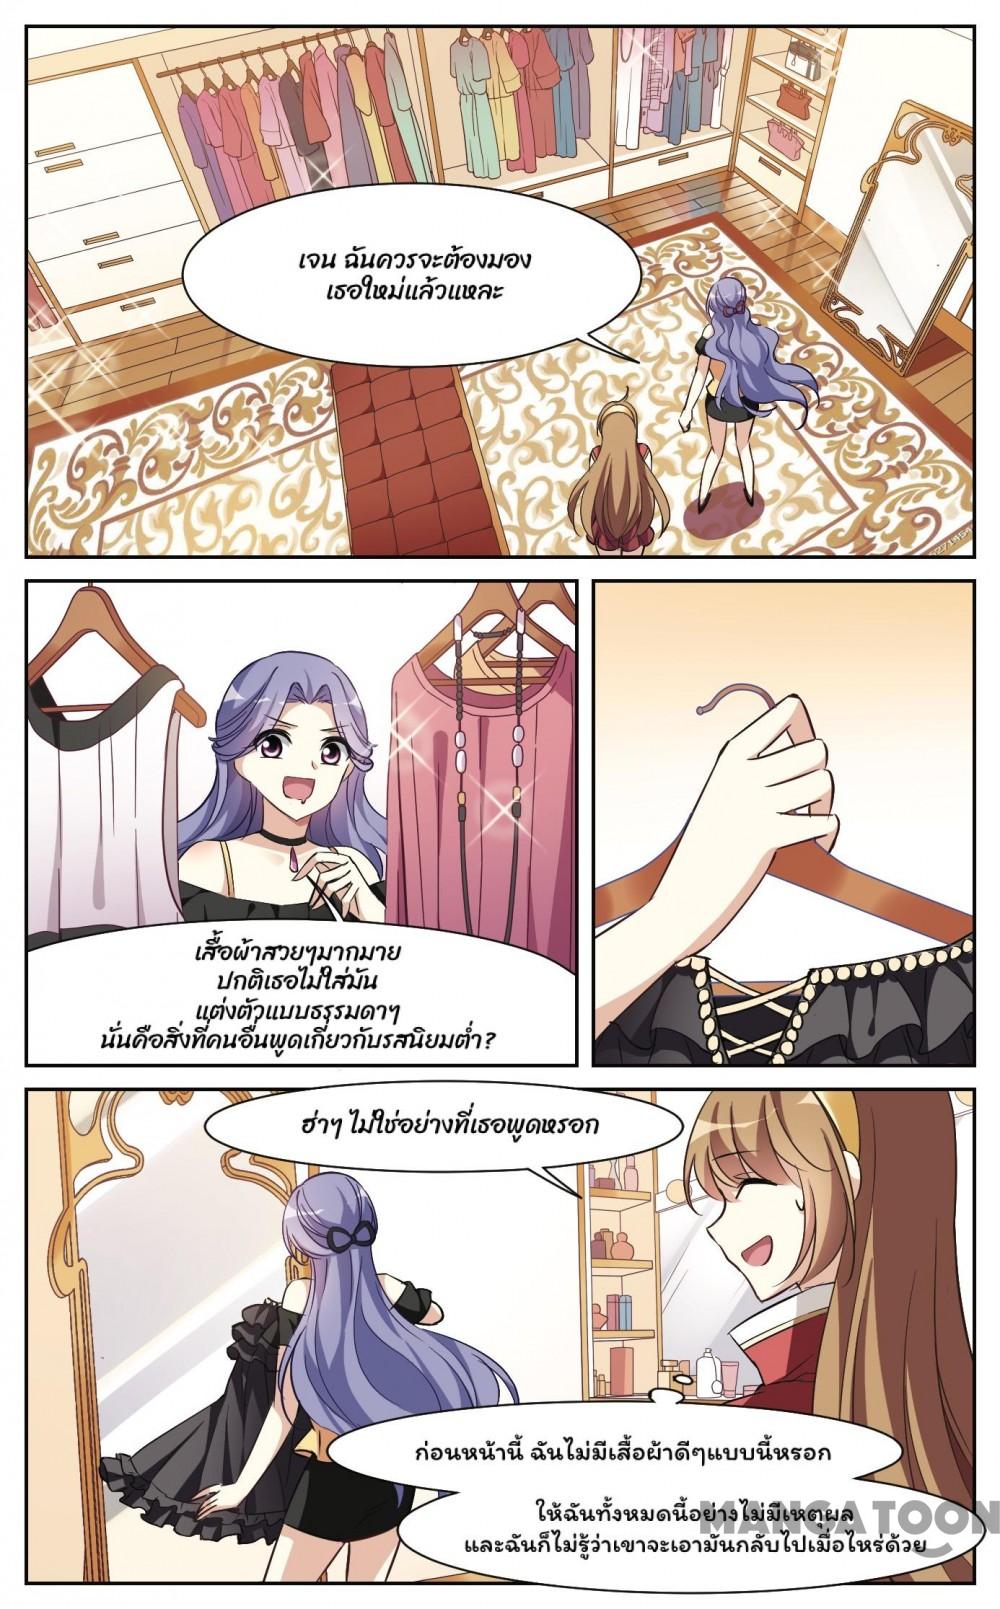 เจน ฉันควรจะต้องมอง
เธอใหม่แล้วแหละ
เสื้อผ้าสวยๆมากมาย
ปกติเธอไม่ใส่มัน
แต่งตัวแบบธรรมดาๆ
นั่นคือสิ่งที่คนอื่นพูดเกี่ยวกับรสนิยมต่ำ?
ฮ่าๆ ไม่ใช่อย่างที่เธอพูดหรอก
ก่อนหน้านี้ ฉันไม่มีเสื้อผ้าดีๆแบบนี้หรอก
ให้ฉันทั้งหมดนี้อย่างไม่มีเหตุผล
และฉันก็ไม่รู้ว่าเขาจะเอามันกลับไปเมื่อไหร่ด้วย
MANGATOON